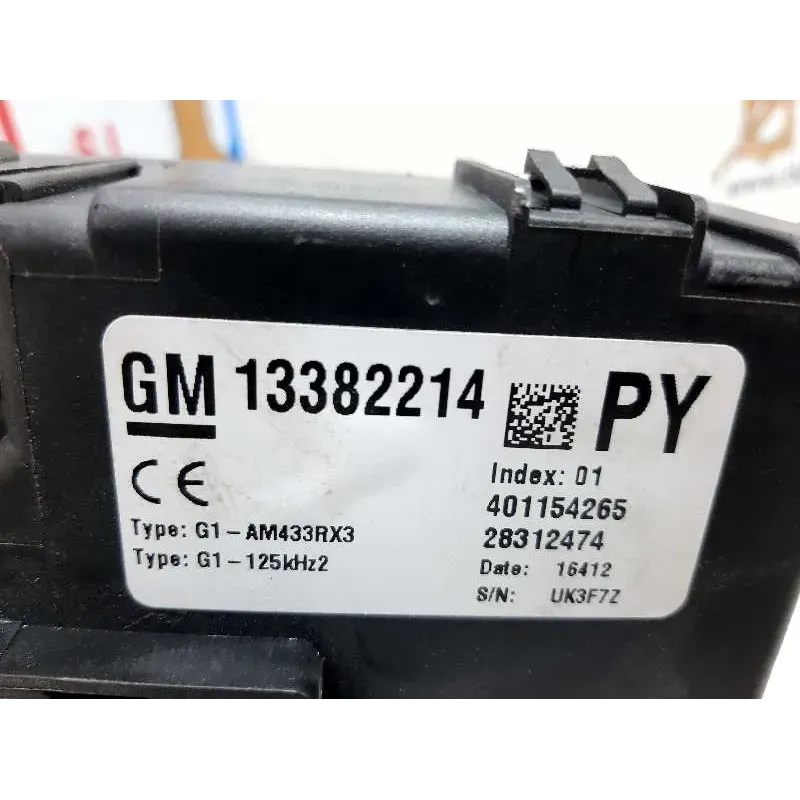 GM 13382214 PY
CE
Index: 01
401154265
28312474
Type: G1-AM433RX3
Type: G1-125kHz2
Date: 16412
S/N: UK3F7Z